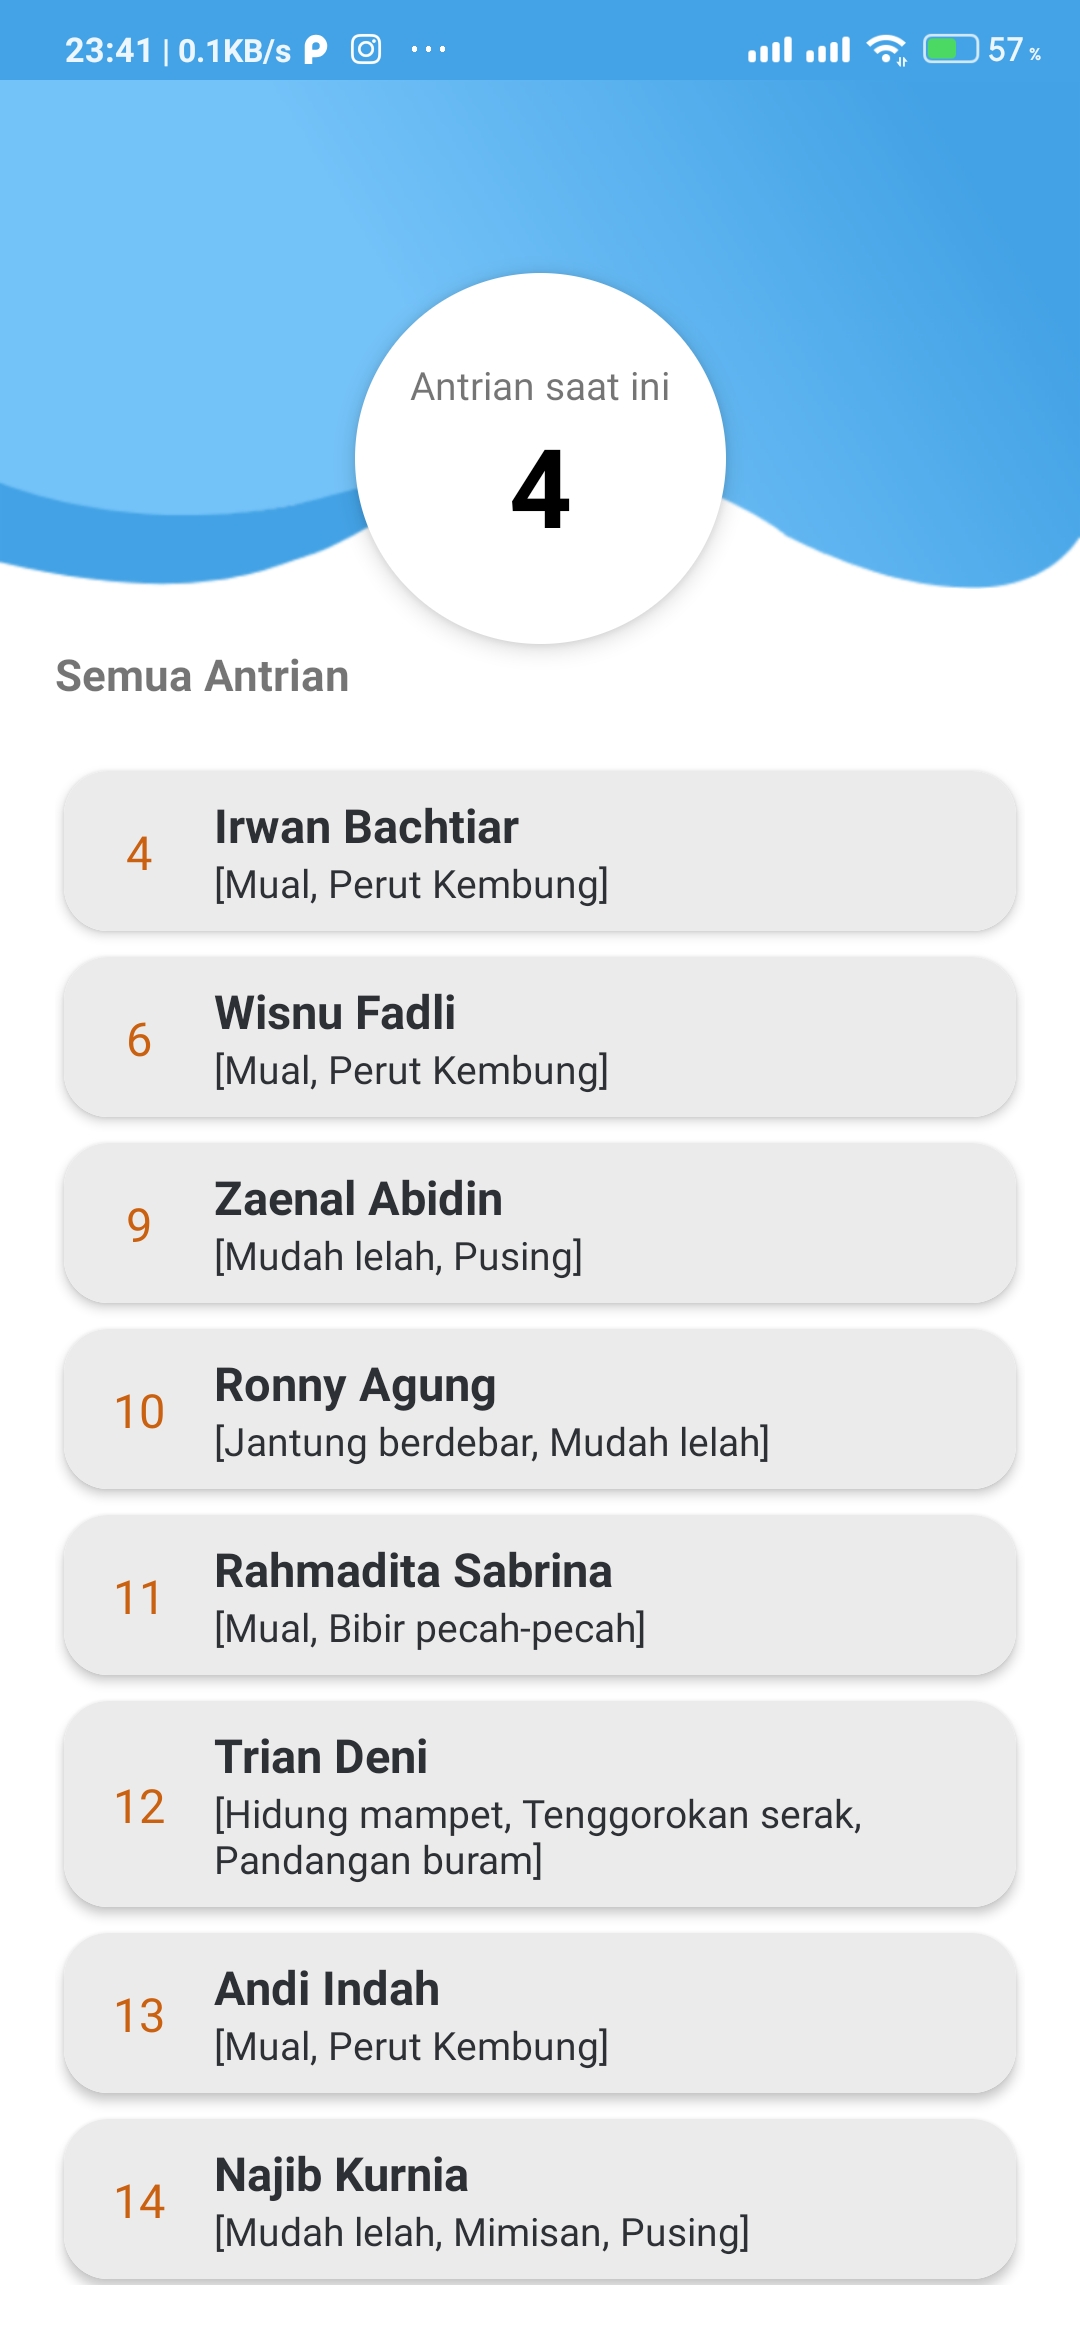 23:41 | 0.1KB/s ... 57 %
Antrian saat ini
4
Semua Antrian
4
Irwan Bachtiar
[Mual, Perut Kembung]
6
Wisnu Fadli
[Mual, Perut Kembung]
9
Zaenal Abidin
[Mudah lelah, Pusing]
10
Ronny Agung
[Jantung berdebar, Mudah lelah]
11
Rahmadita Sabrina
[Mual, Bibir pecah-pecah]
12
Trian Deni
[Hidung mampet, Tenggorokan serak,
Pandangan buram]
13
Andi Indah
[Mual, Perut Kembung]
14
Najib Kurnia
[Mudah lelah, Mimisan, Pusing]